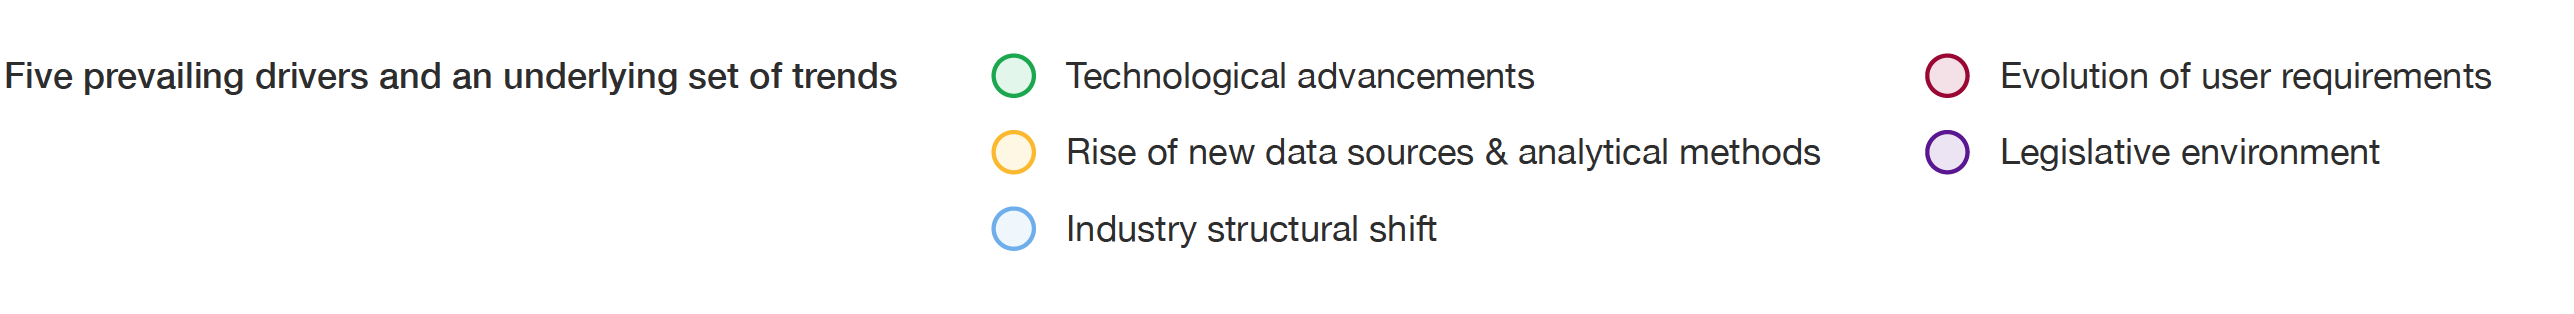 Five prevailing drivers and an underlying set of trends
Technological advancements
Rise of new data sources & analytical methods
Industry structural shift
Evolution of user requirements
Legislative environment